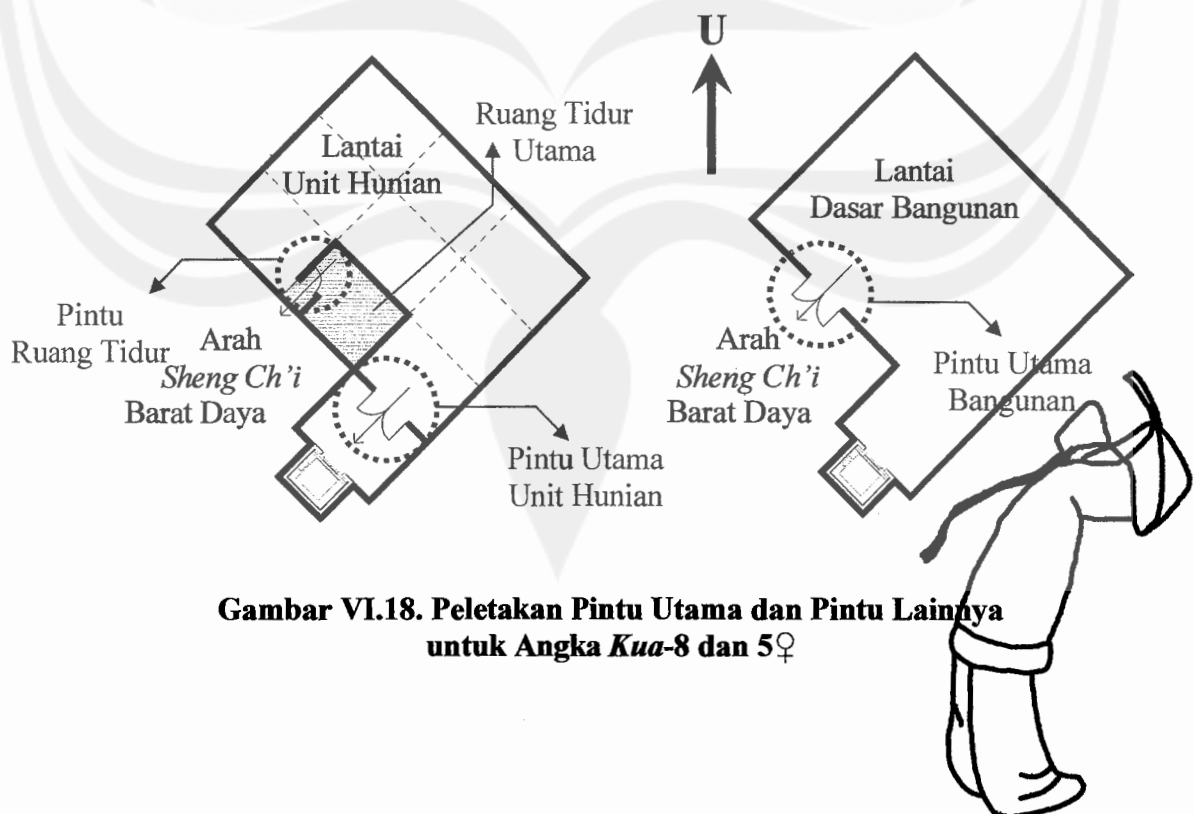 U
Ruang Tidur
Utama
Lantai
Unit Hunian
Pintu
Ruang Tidur
Arah
Sheng Ch'i
Barat Daya
Pintu Utama
Unit Hunian
Lantai
Dasar Bangunan
Arah
Sheng Ch'i
Barat Daya
Pintu Utama
Bangunan
Gambar VI.18. Peletakan Pintu Utama dan Pintu Lainnya
untuk Angka Kua-8 dan 5♀